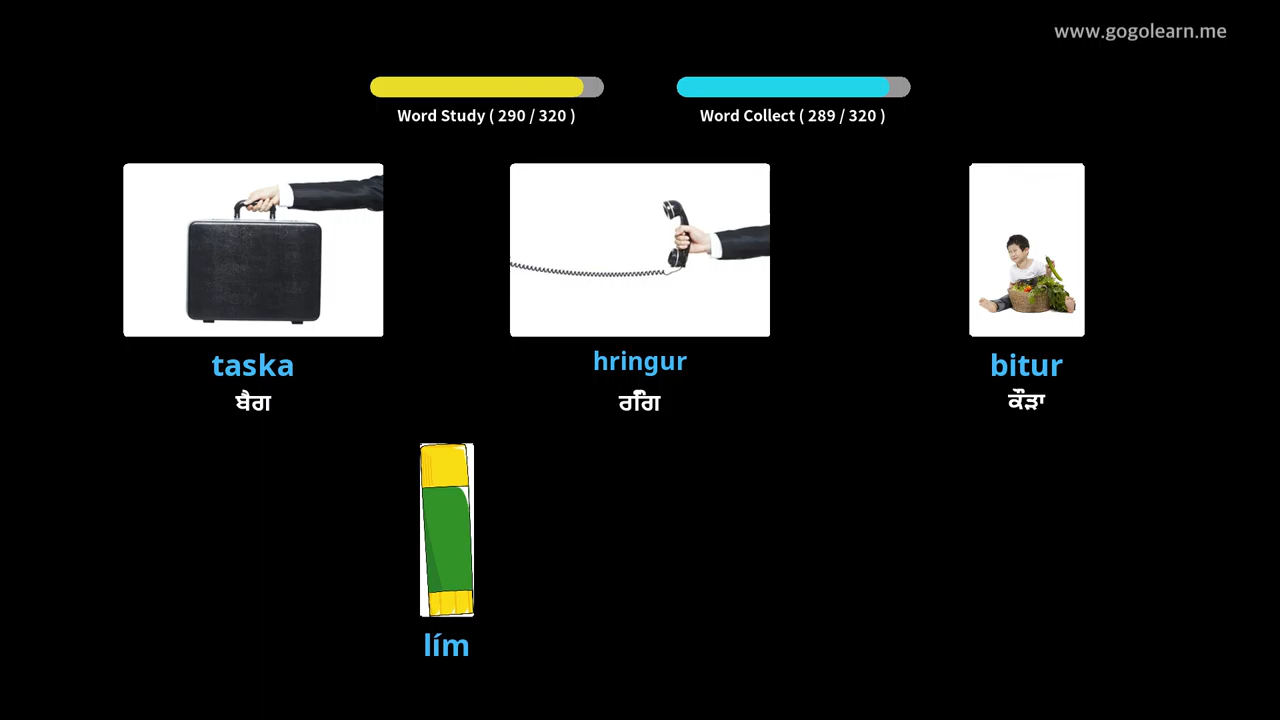 www.gogolearn.me
Word Study ( 290 / 320 )
Word Collect ( 289 / 320 )
taska
hringur
bitur
ਬੈਗ
ਰਿੰਗ
ਕੌੜਾ
lím